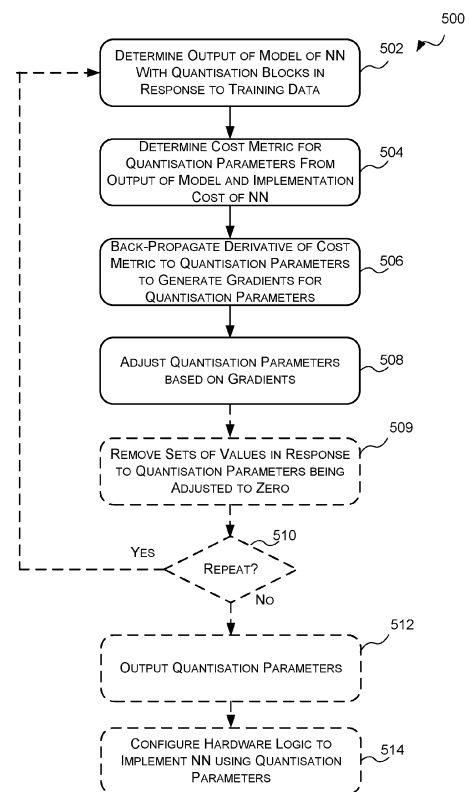 500
DETERMINE OUTPUT OF MODEL OF NN
WITH QUANTISATION BLOCKS IN
RESPONSE TO TRAINING DATA
502
DETERMINE COST METRIC FOR
QUANTISATION PARAMETERS FROM
OUTPUT OF MODEL AND IMPLEMENTATION
COST OF NN
504
BACK-PROPAGATE DERIVATIVE OF COST
METRIC TO QUANTISATION PARAMETERS
TO GENERATE GRADIENTS FOR
QUANTISATION PARAMETERS
506
ADJUST QUANTISATION PARAMETERS
BASED ON GRADIENTS
508
REMOVE SETS OF VALUES IN RESPONSE
TO QUANTISATION PARAMETERS BEING
ADJUSTED TO ZERO
509
YES
REPEAT?
510
NO
OUTPUT QUANTISATION PARAMETERS
512
CONFIGURE HARDWARE LOGIC TO
IMPLEMENT NN USING QUANTISATION
PARAMETERS
514